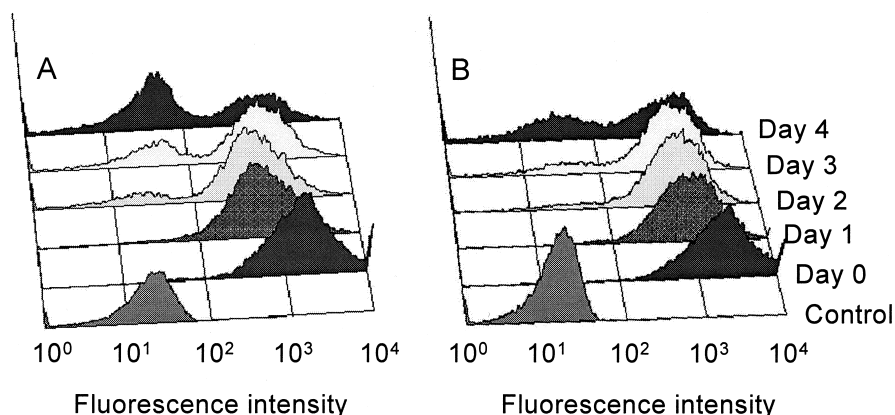 A
B
Day 4
Day 3
Day 2
Day 1
Day 0
Control
10⁰ 10¹ 10² 10³ 10⁴
10⁰ 10¹ 10² 10³ 10⁴
Fluorescence intensity
Fluorescence intensity